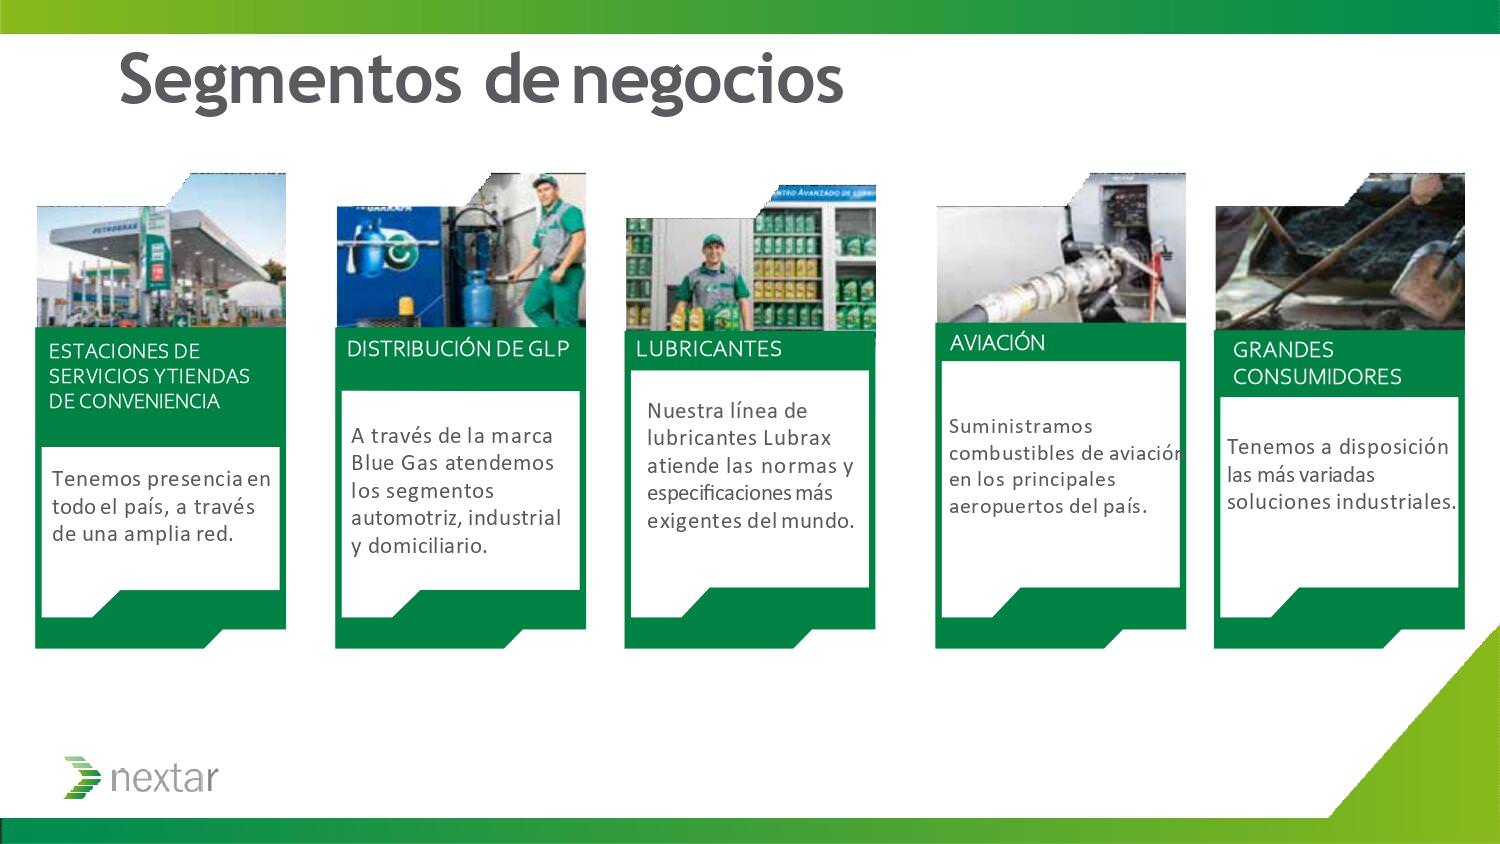 Segmentos de negocios
PETROBRAS
ESTACIONES DE
SERVICIOS Y TIENDAS
DE CONVENIENCIA
Tenemos presencia en
todo el país, a través
de una amplia red.
DISTRIBUCIÓN DE GLP
A través de la marca
Blue Gas atendemos
los segmentos
automotriz, industrial
y domiciliario.
LUBRICANTES
Nuestra línea de
lubricantes Lubrax
atiende las normas y
especificaciones más
exigentes del mundo.
AVIACIÓN
Suministramos
combustibles de aviación
en los principales
aeropuertos del país.
GRANDES
CONSUMIDORES
Tenemos a disposición
las más variadas
soluciones industriales.
nextar